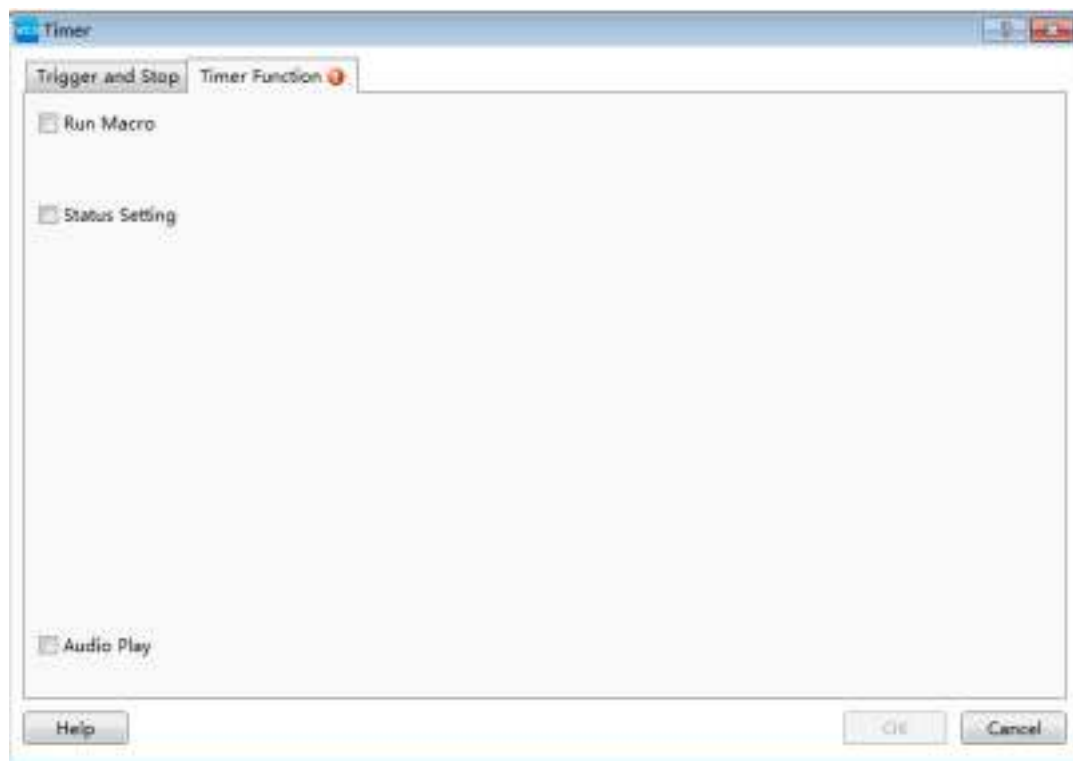 Timer
Trigger and Stop Timer Function
Run Macro
Status Setting
Audio Play
Help OK Cancel